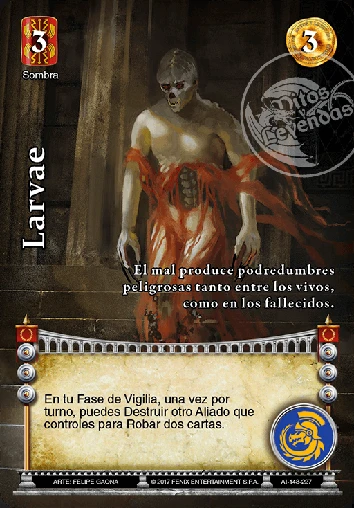 3
3
Sombra
Mitos y
Leyendas
Larvae
El mal produce podredumbres
peligrosas tanto entre los vivos,
como en los fallecidos.
En tu Fase de Vigilia, una vez por
turno, puedes Destruir otro Aliado que
controles para Robar dos cartas.
ARTE: FELIPE GAONA
© 2017 FENIX ENTERTAINMENT S.P.A.